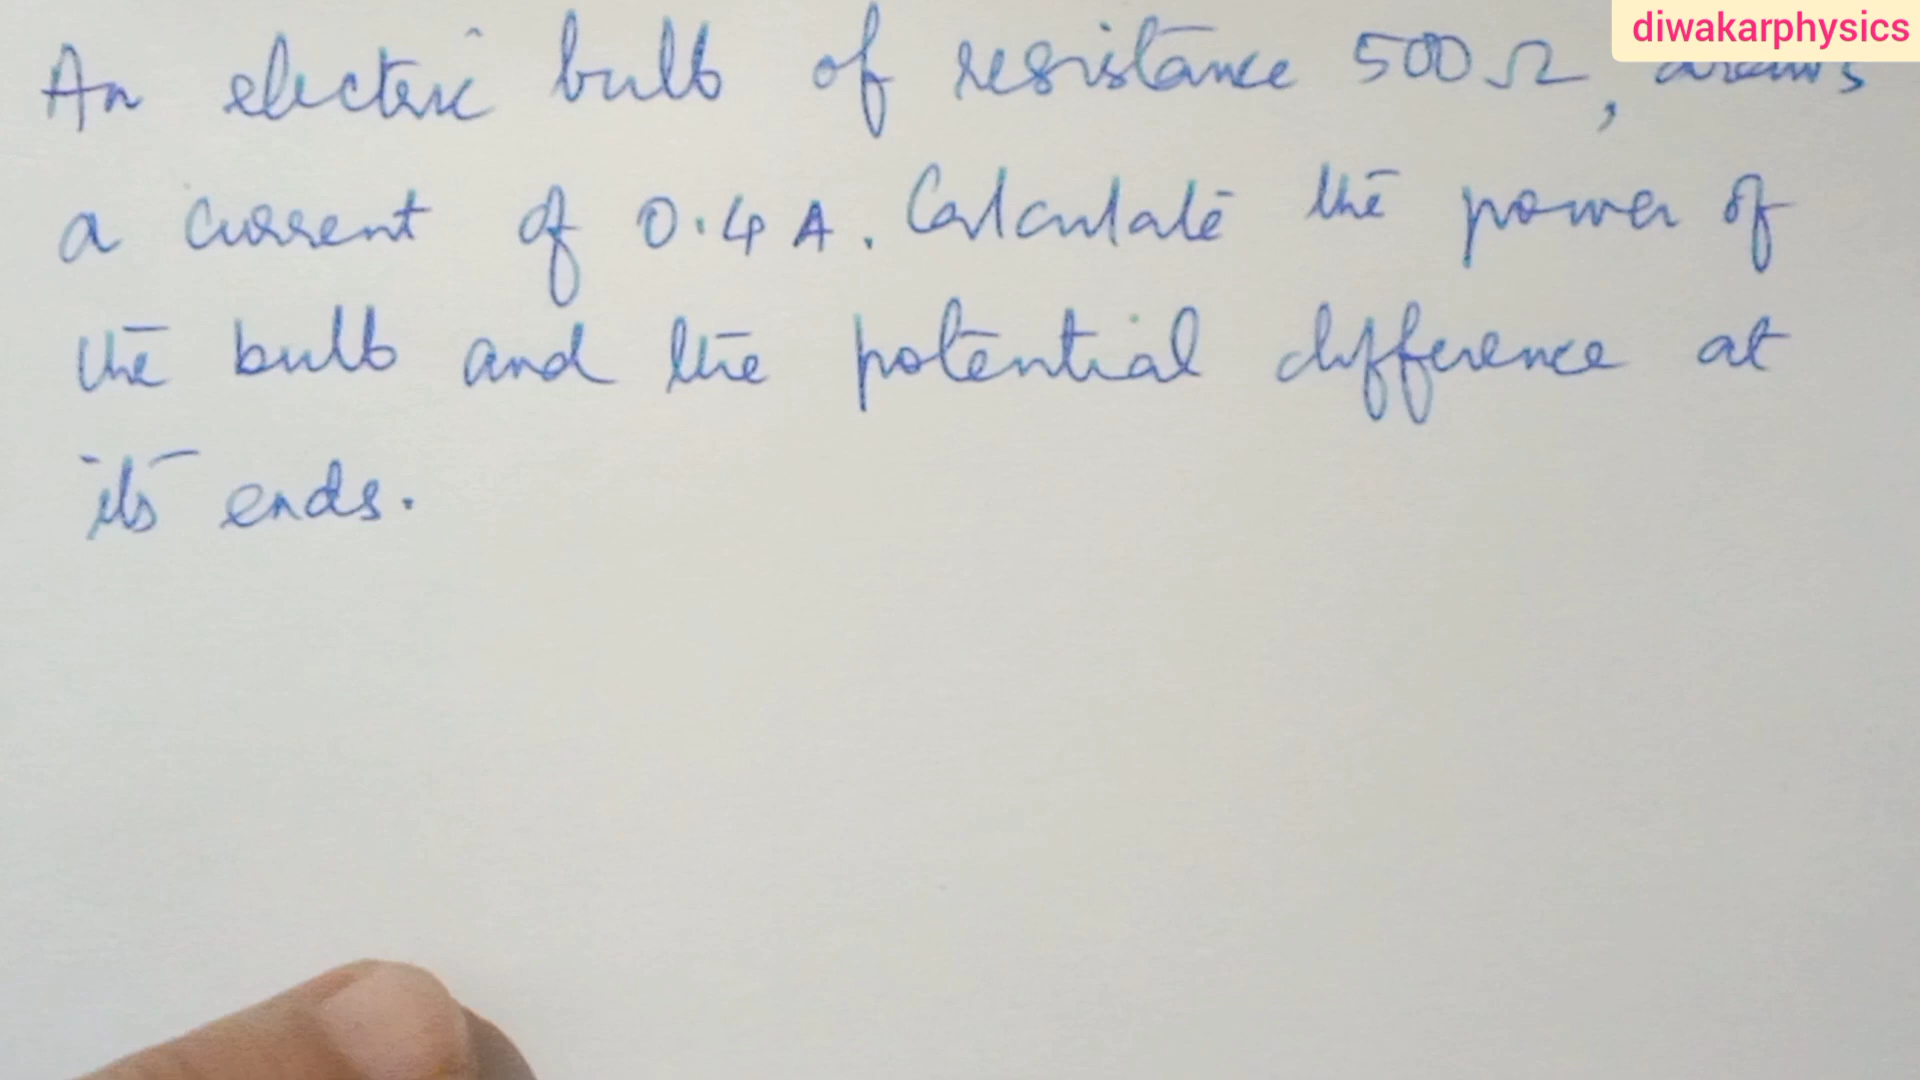 diwakarphysics
An electric bulb of resistance 500 Ω, draws
a current of 0.4 A. Calculate the power of
the bulb and the potential difference at
its ends.